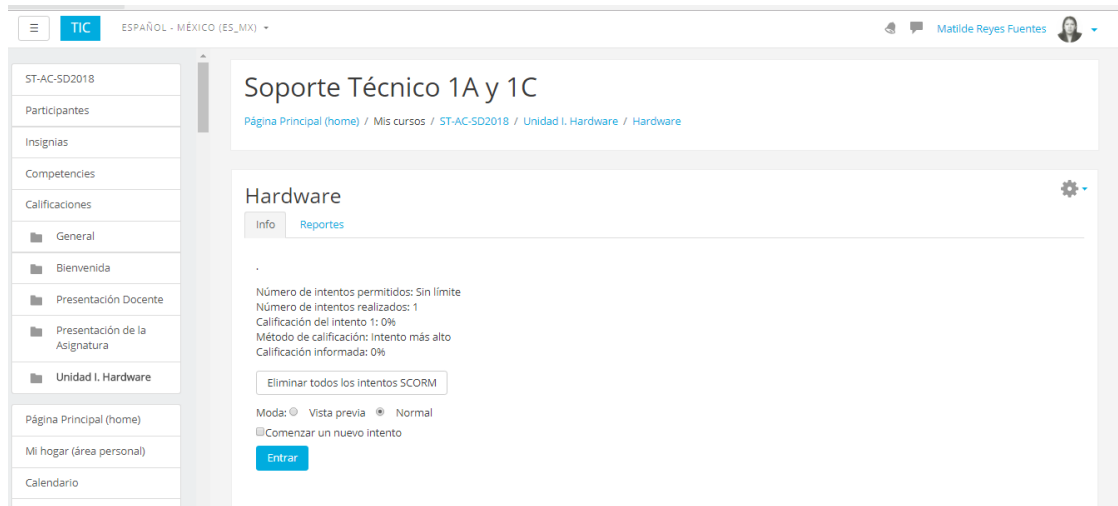 TIC ESPAÑOL - MÉXICO (ES_MX) Matilde Reyes Fuentes
ST-AC-SD2018
Participantes
Insignias
Competencies
Calificaciones
General
Bienvenida
Presentación Docente
Presentación de la
Asignatura
Unidad I. Hardware
Página Principal (home)
Mi hogar (área personal)
Calendario
Soporte Técnico 1A y 1C
Página Principal (home) / Mis cursos / ST-AC-SD2018 / Unidad I. Hardware / Hardware
Hardware
Info Reportes
.
Número de intentos permitidos: Sin límite
Número de intentos realizados: 1
Calificación del intento 1: 0%
Método de calificación: Intento más alto
Calificación informada: 0%
Eliminar todos los intentos SCORM
Moda: Vista previa Normal
Comenzar un nuevo intento
Entrar